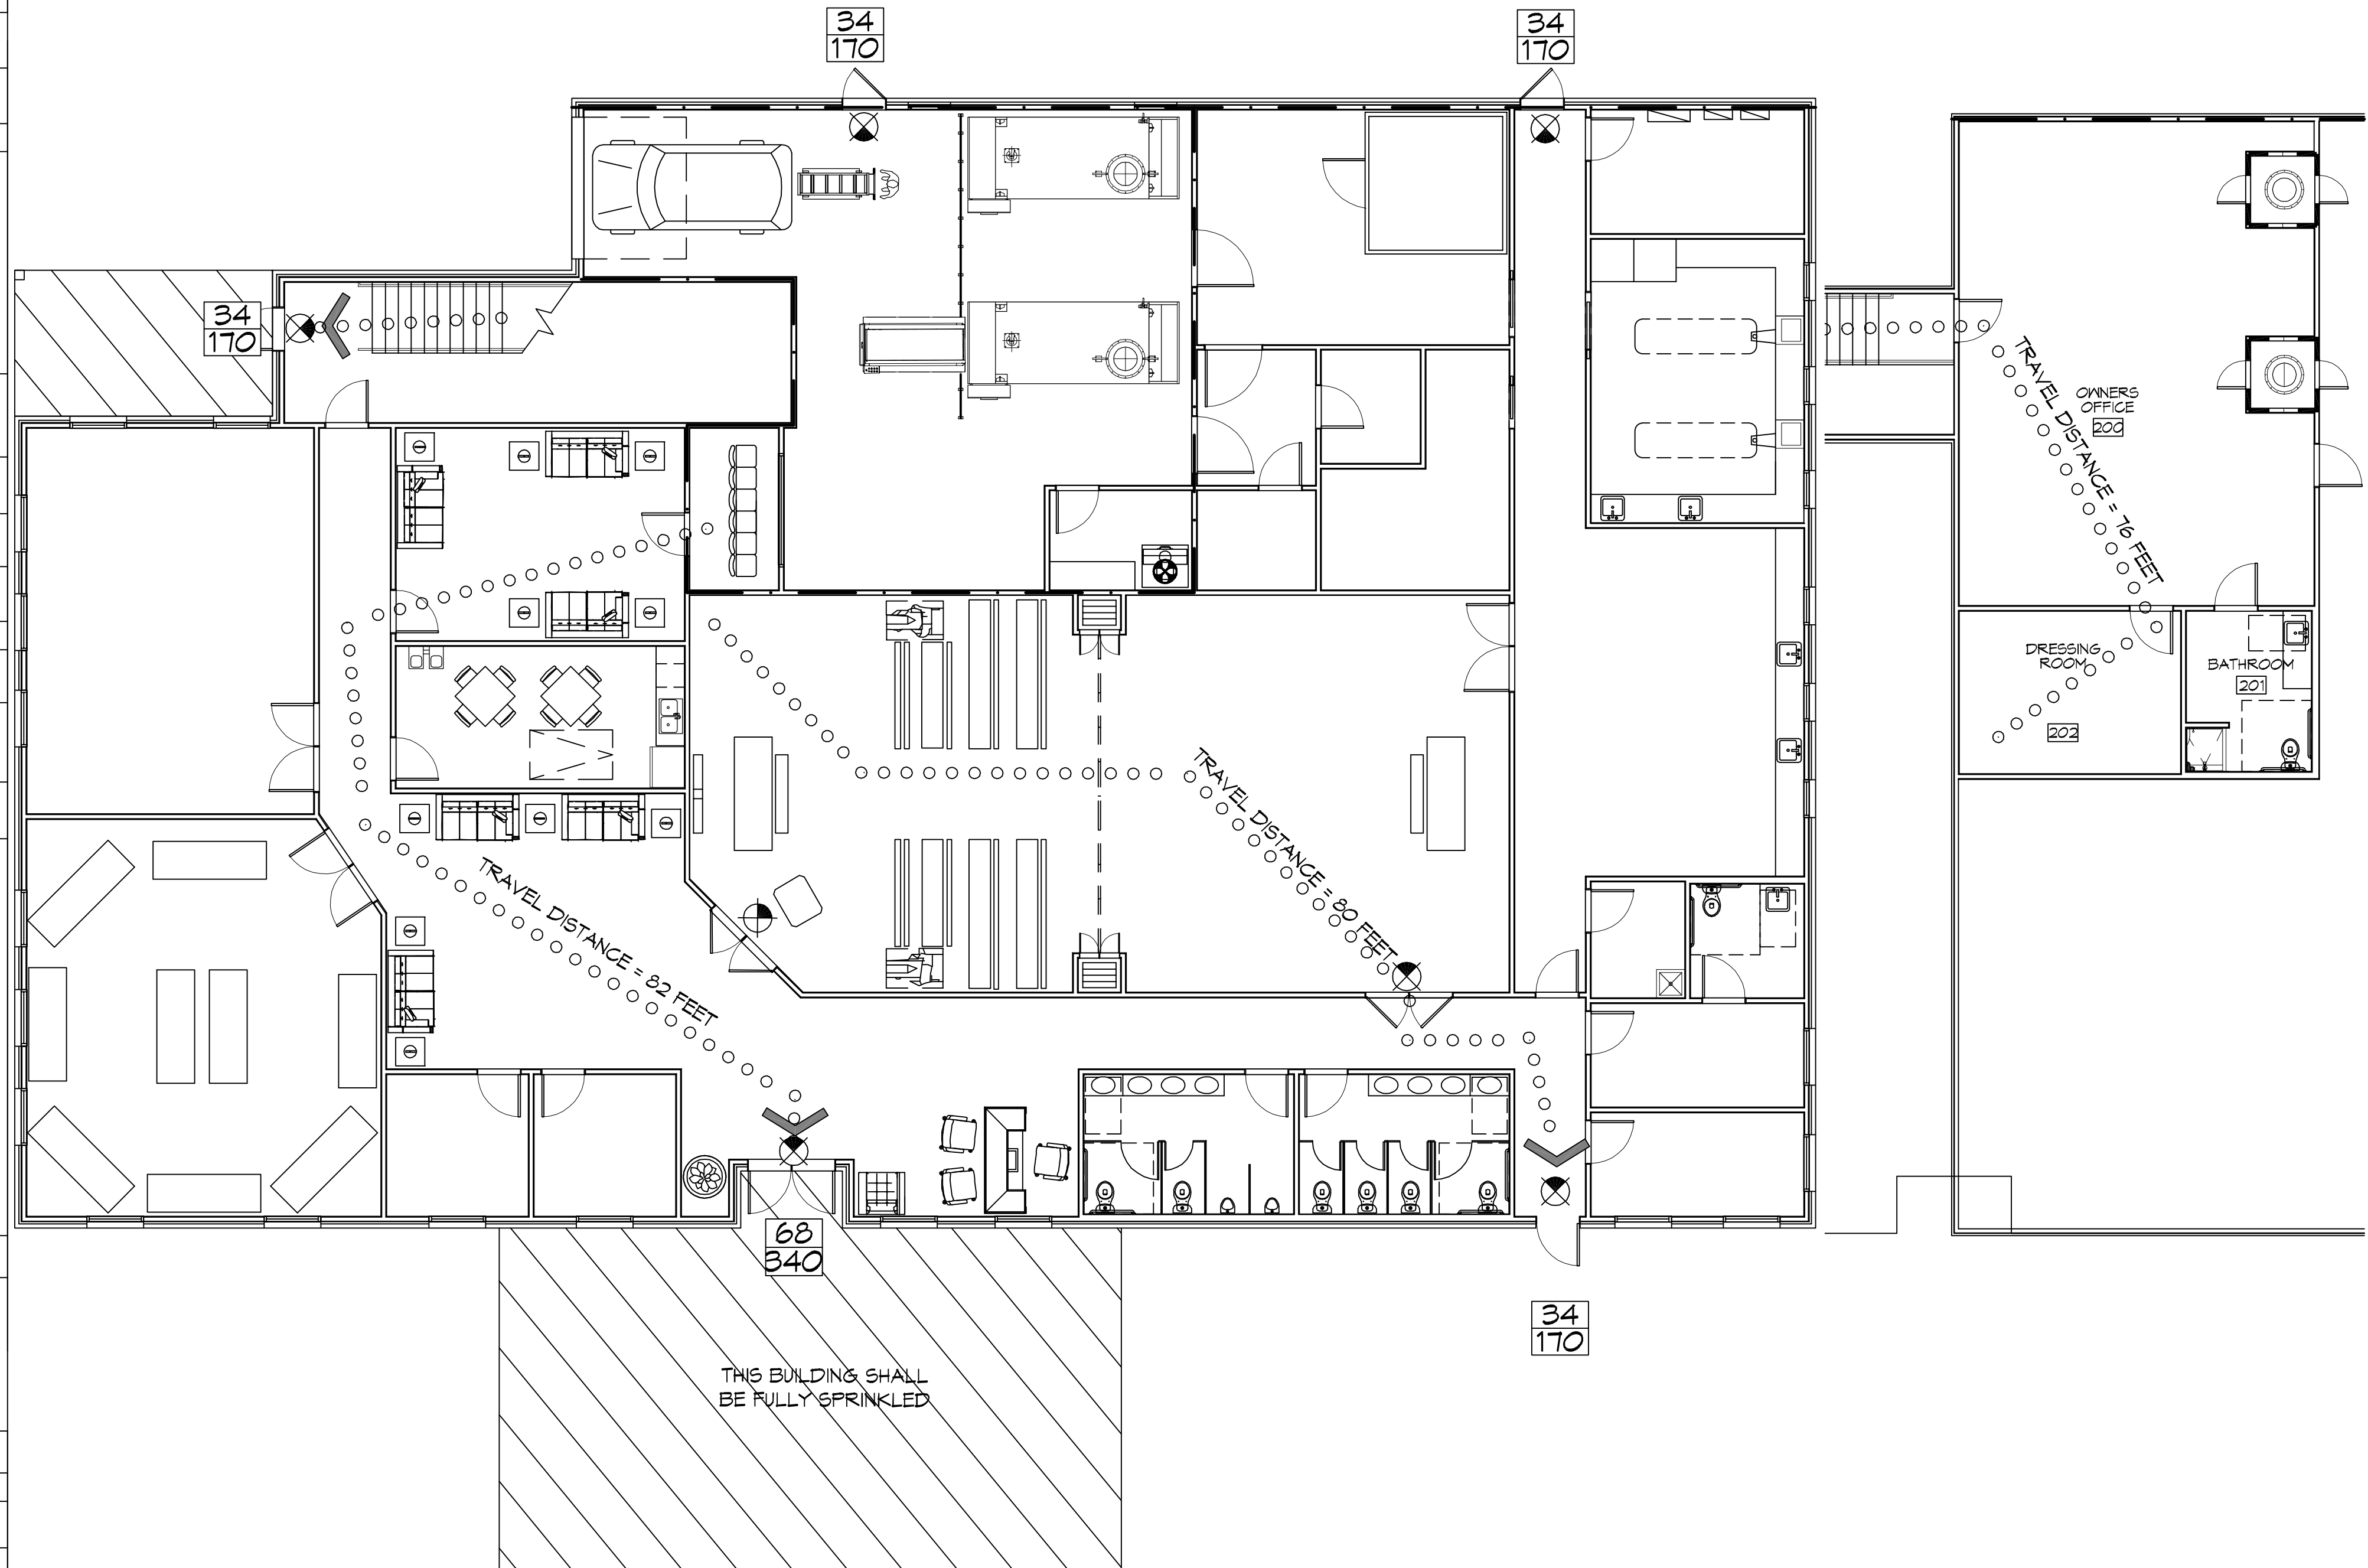 34
170
34
170
34
170
OWNERS
OFFICE
200
TRAVEL DISTANCE = 76 FEET
DRESSING
ROOM
202
BATHROOM
201
TRAVEL DISTANCE = 80 FEET
TRAVEL DISTANCE = 82 FEET
68
340
34
170
THIS BUILDING SHALL
BE FULLY SPRINKLED